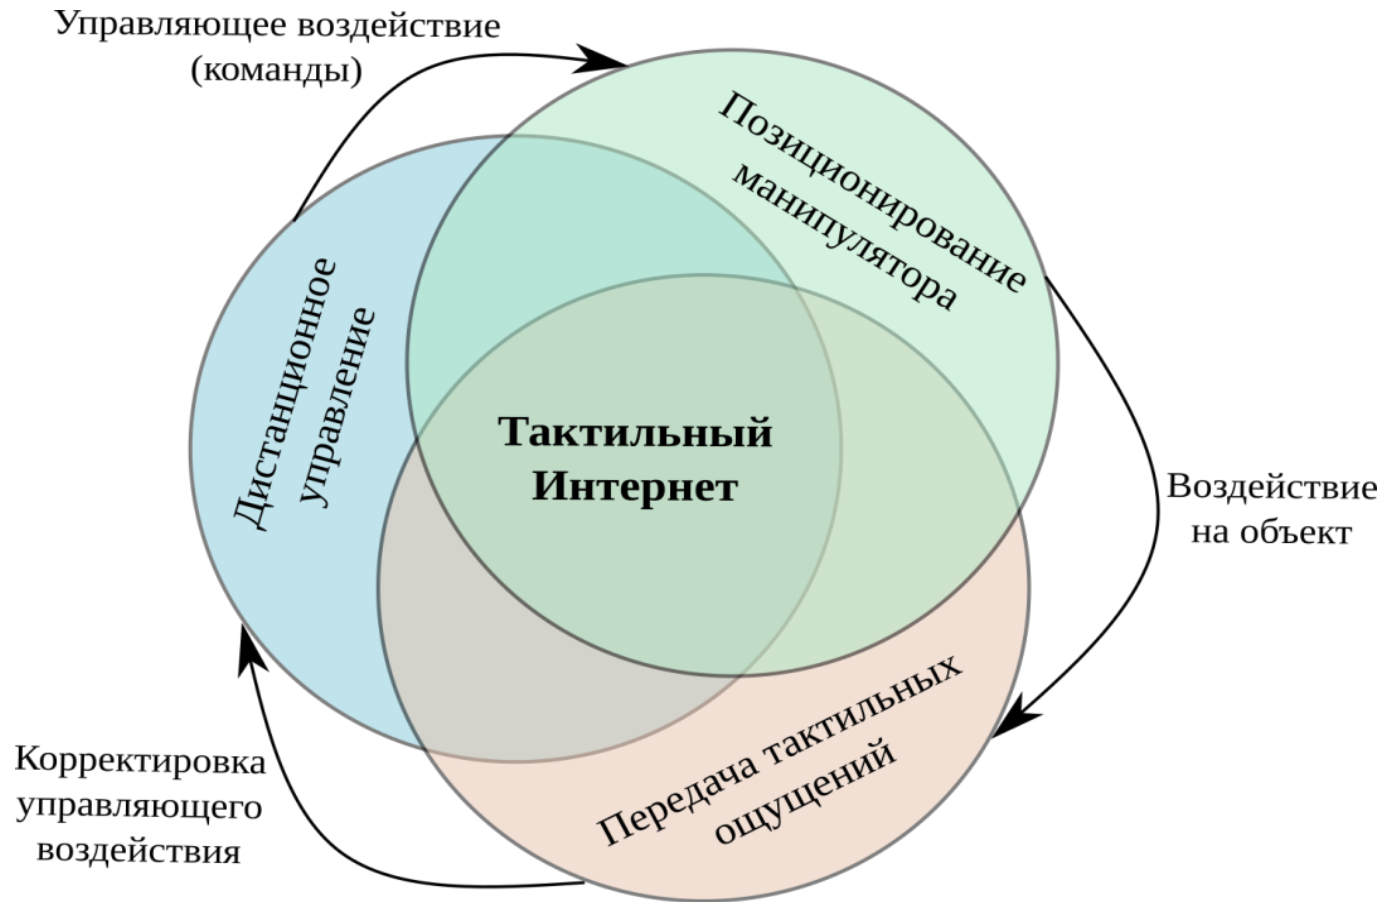 Управляющее воздействие
(команды)
Позиционирование
манипулятора
Дистанционное
управление
Тактильный
Интернет
Воздействие
на объект
Передача тактильных
ощущений
Корректировка
управляющего
воздействия